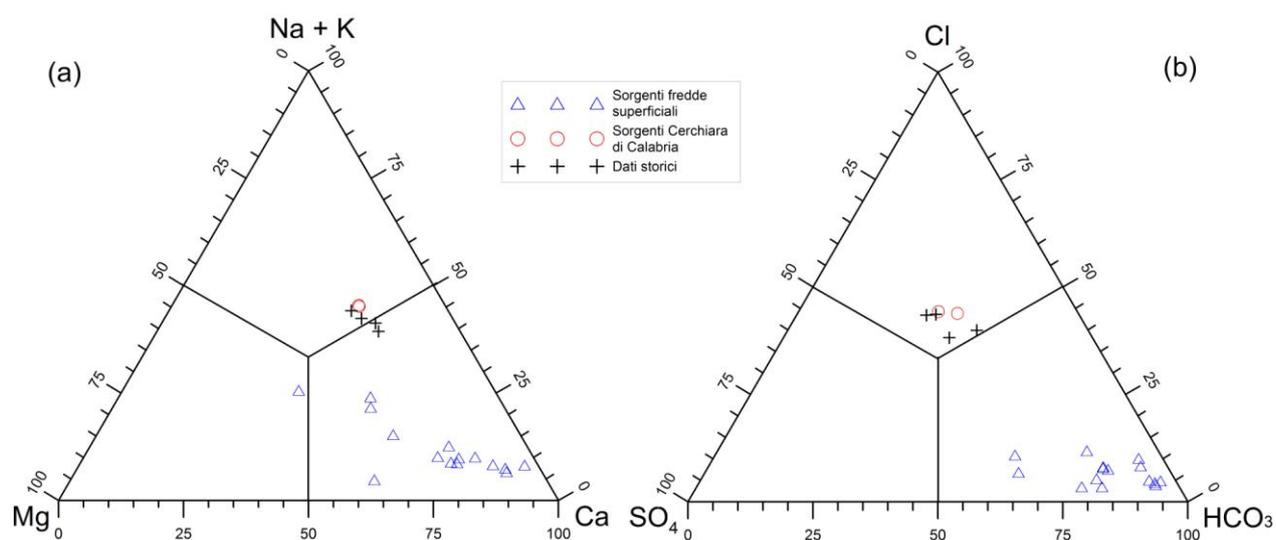 Na + K
(a)
0
100
25
75
50
50
75
25
100
0
Mg
Ca
0
25
50
75
100
Sorgenti fredde
superficiali
Sorgenti Cerchiara
di Calabria
Dati storici
Cl
(b)
0
100
25
75
50
50
75
25
100
0
SO4
HCO3
0
25
50
75
100